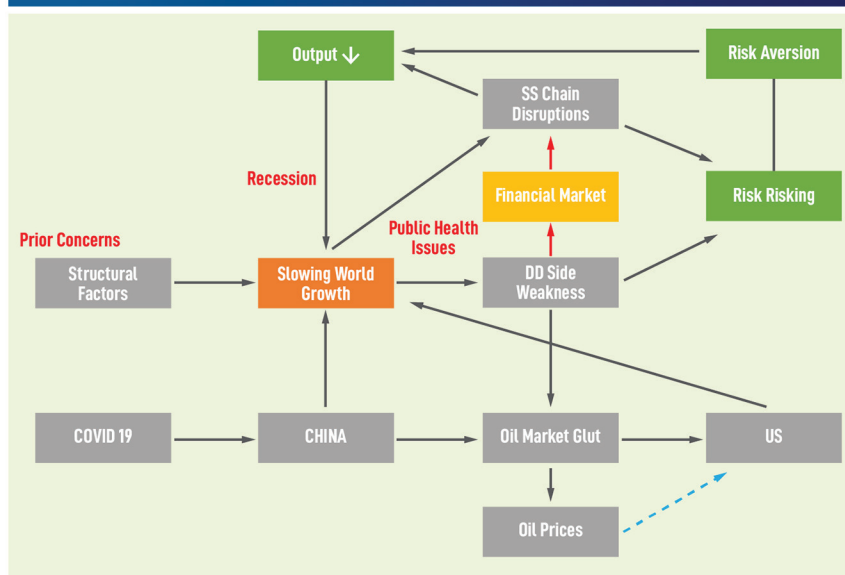 Output ↓
Risk Aversion
SS Chain
Disruptions
Recession
Financial Market
Risk Risking
Prior Concerns
Public Health
Issues
Structural
Factors
Slowing World
Growth
DD Side
Weakness
COVID 19
CHINA
Oil Market Glut
US
Oil Prices